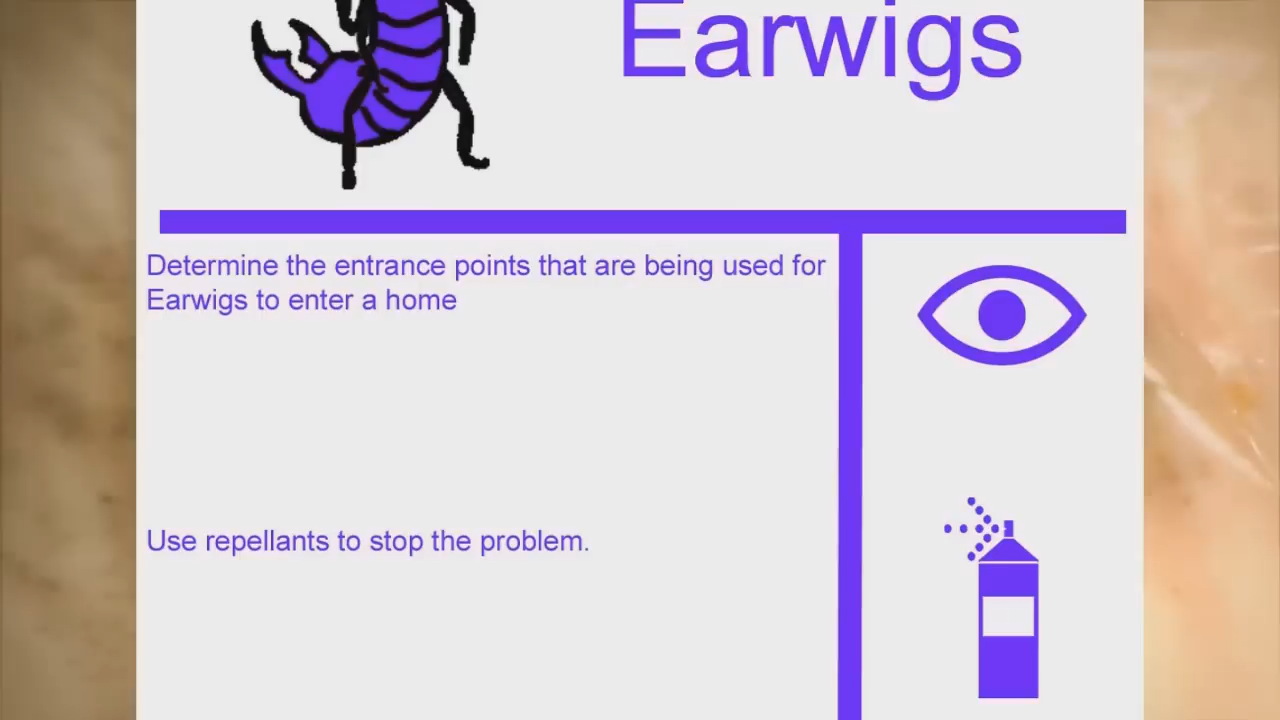 Earwigs
Determine the entrance points that are being used for
Earwigs to enter a home
Use repellants to stop the problem.